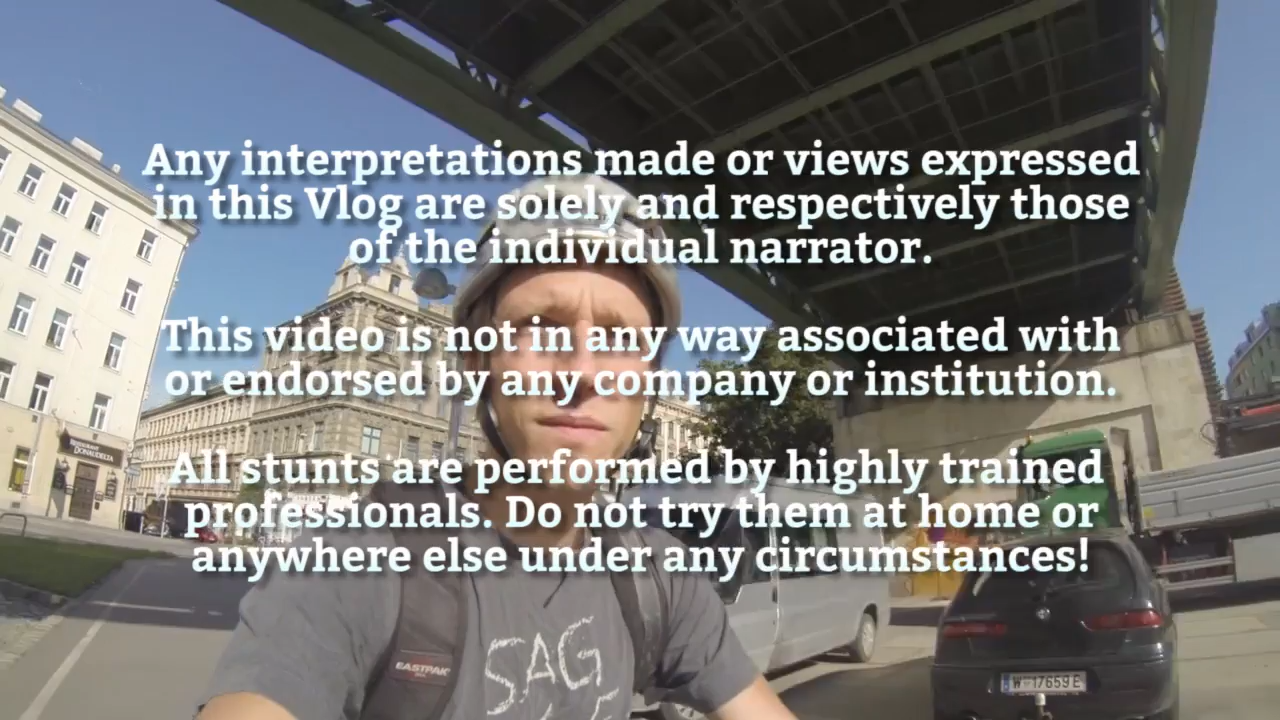 Any interpretations made or views expressed
in this Vlog are solely and respectively those
of the individual narrator.
This video is not in any way associated with
or endorsed by any company or institution.
All stunts are performed by highly trained
professionals. Do not try them at home or
anywhere else under any circumstances!
RESTAURANT
DONAUDELTA
EASTPAK
SAG
W 17659E